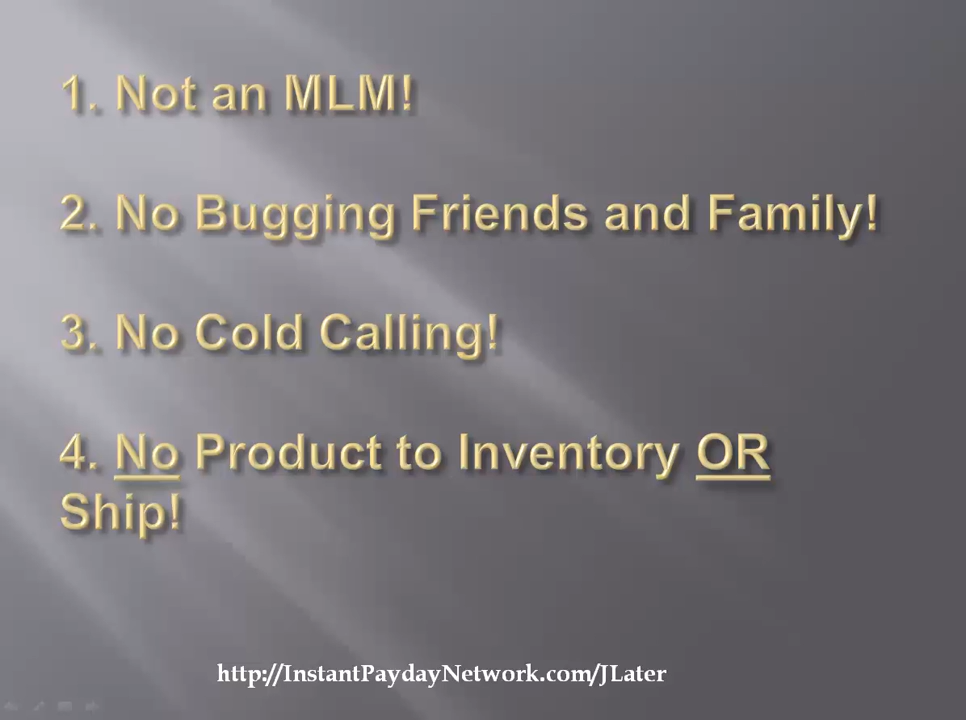 1. Not an MLM!
2. No Bugging Friends and Family!
3. No Cold Calling!
4. No Product to Inventory OR
Ship!
http://InstantPaydayNetwork.com/JLater